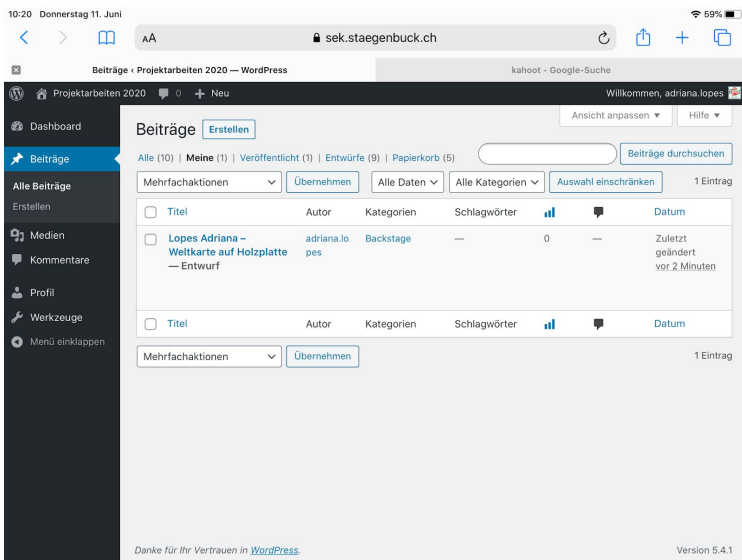 10:20 Donnerstag 11. Juni 59%
AA sek.staegenbuck.ch
Beiträge ‹ Projektarbeiten 2020 — WordPress kahoot - Google-Suche
Projektarbeiten 2020 0 + Neu Willkommen, adriana.lopes
Dashboard
Beiträge
Alle Beiträge
Erstellen
Medien
Kommentare
Profil
Werkzeuge
Menü einklappen
Ansicht anpassen ▼ Hilfe ▼
Beiträge Erstellen
Alle (10) | Meine (1) | Veröffentlicht (1) | Entwürfe (9) | Papierkorb (5) Beiträge durchsuchen
Mehrfachaktionen Übernehmen Alle Daten Alle Kategorien Auswahl einschränken 1 Eintrag
Titel Autor Kategorien Schlagwörter Datum
Lopes Adriana – adriana.lo Backstage — 0 — Zuletzt
Weltkarte auf Holzplatte pes geändert
— Entwurf vor 2 Minuten
Titel Autor Kategorien Schlagwörter Datum
Mehrfachaktionen Übernehmen 1 Eintrag
Danke für Ihr Vertrauen in WordPress. Version 5.4.1